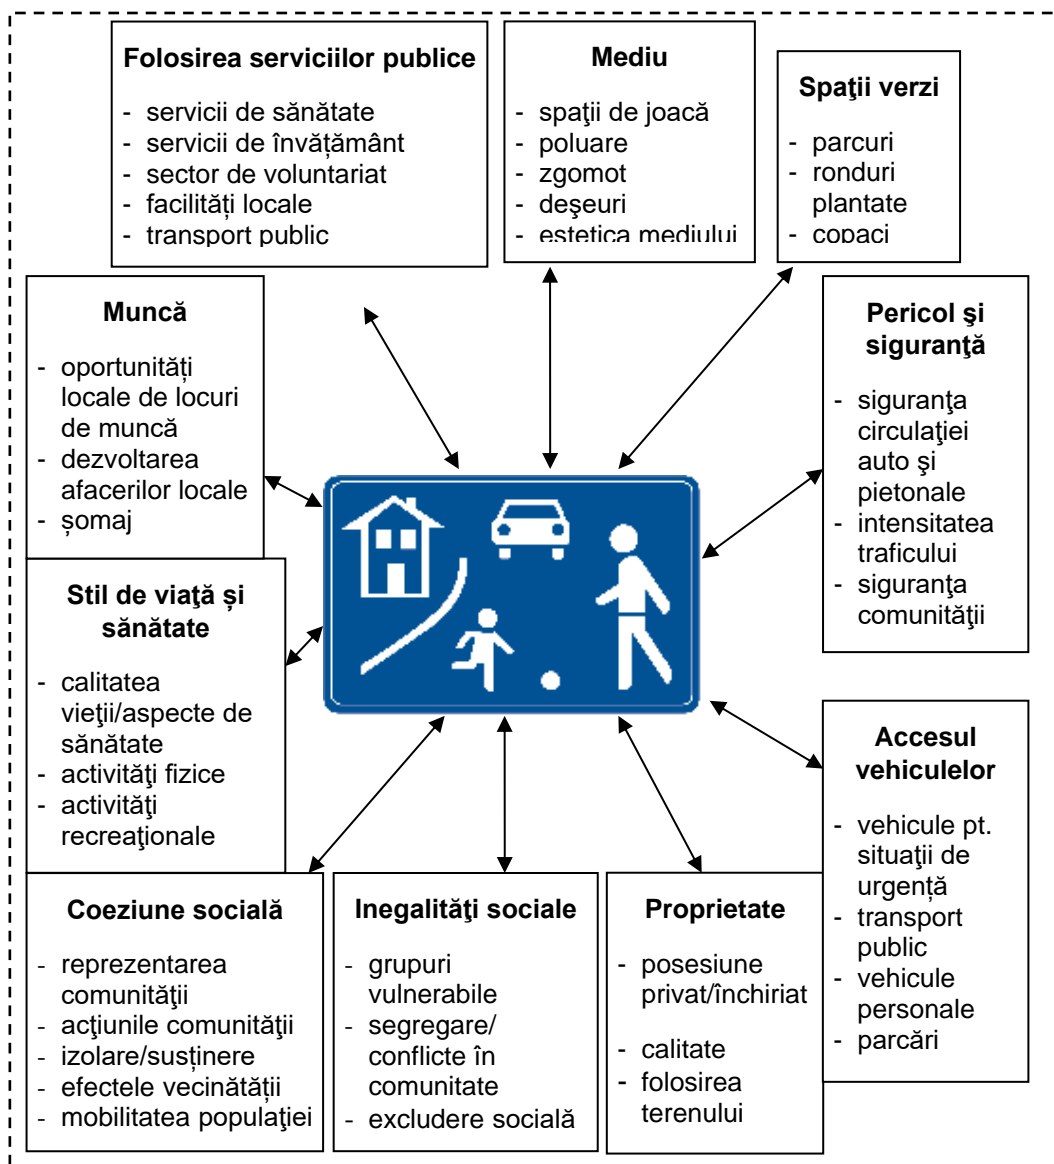 Folosirea serviciilor publice
- servicii de sănătate
- servicii de învățământ
- sector de voluntariat
- facilități locale
- transport public
Mediu
- spaţii de joacă
- poluare
- zgomot
- deşeuri
- estetica mediului
Spaţii verzi
- parcuri
- ronduri
plantate
- copaci
Muncă
- oportunități
locale de locuri
de muncă
- dezvoltarea
afacerilor locale
- șomaj
Pericol şi
siguranţă
- siguranţa
circulaţiei
auto şi
pietonale
- intensitatea
traficului
- siguranţa
comunităţii
Stil de viaţă și
sănătate
- calitatea
vieţii/aspecte de
sănătate
- activităţi fizice
- activităţi
recreaţionale
Accesul
vehiculelor
- vehicule pt.
situaţii de
urgență
- transport
public
- vehicule
personale
- parcări
Coeziune socială
- reprezentarea
comunităţii
- acţiunile comunităţii
- izolare/susținere
- efectele vecinătății
- mobilitatea populaţiei
Inegalităţi sociale
- grupuri
vulnerabile
- segregare/
conflicte în
comunitate
- excludere socială
Proprietate
- posesiune
privat/închiriat
- calitate
- folosirea
terenului